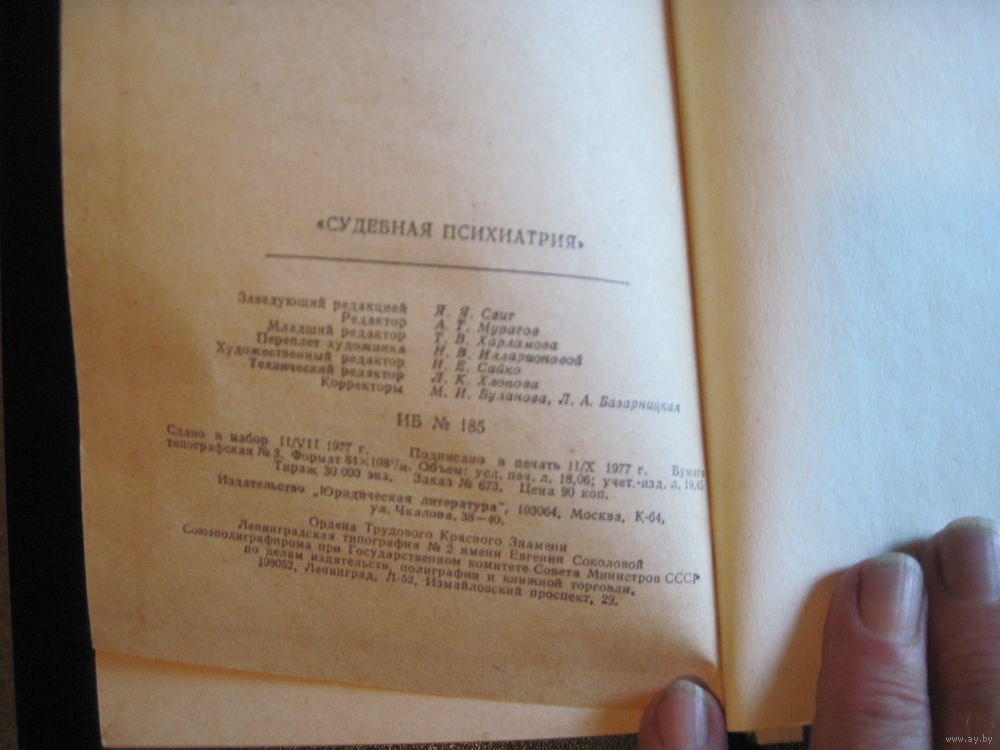 «СУДЕБНАЯ ПСИХИАТРИЯ»
Заведующий редакцией Я. Я. Свит
Редактор А. Т. Муратов
Младший редактор Т. В. Харламова
Переплет художника Н. В. Илларионовой
Художественный редактор И. Е. Сайко
Технический редактор Л. К. Хлопова
Корректоры М. Н. Буланова, Л. А. Базарницкая
ИБ № 185
Сдано в набор 11/VII 1977 г. Подписано в печать 11/X 1977 г. Бумага
типографская № 3. Формат 84×108¹/₃₂. Объем: усл. печ. л. 18,06; учет.-изд. л. 19,45
Тираж 30 000 экз. Заказ № 673. Цена 90 коп.
Издательство „Юридическая литература", 103064, Москва, К-64,
ул. Чкалова, 38—40.
Ордена Трудового Красного Знамени
Ленинградская типография № 2 имени Евгении Соколовой
Союзполиграфпрома при Государственном комитете Совета Министров СССР
по делам издательств, полиграфии и книжной торговли.
198052, Ленинград, Л-52, Измайловский проспект, 29.
www.ay.by